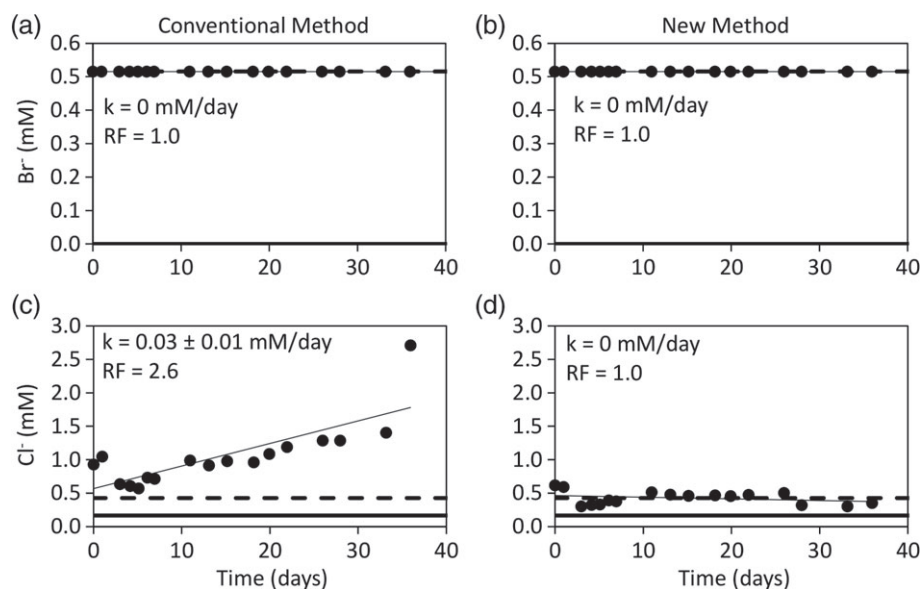 (a) Conventional Method
0.6
0.5
0.4
0.3
0.2
0.1
0.0
Br⁻ (mM)
k = 0 mM/day
RF = 1.0
0 10 20 30 40
(b) New Method
0.6
0.5
0.4
0.3
0.2
0.1
0.0
k = 0 mM/day
RF = 1.0
0 10 20 30 40
(c)
3.0
2.5
2.0
1.5
1.0
0.5
0.0
Cl⁻ (mM)
k = 0.03 ± 0.01 mM/day
RF = 2.6
0 10 20 30 40
Time (days)
(d)
3.0
2.5
2.0
1.5
1.0
0.5
0.0
k = 0 mM/day
RF = 1.0
0 10 20 30 40
Time (days)